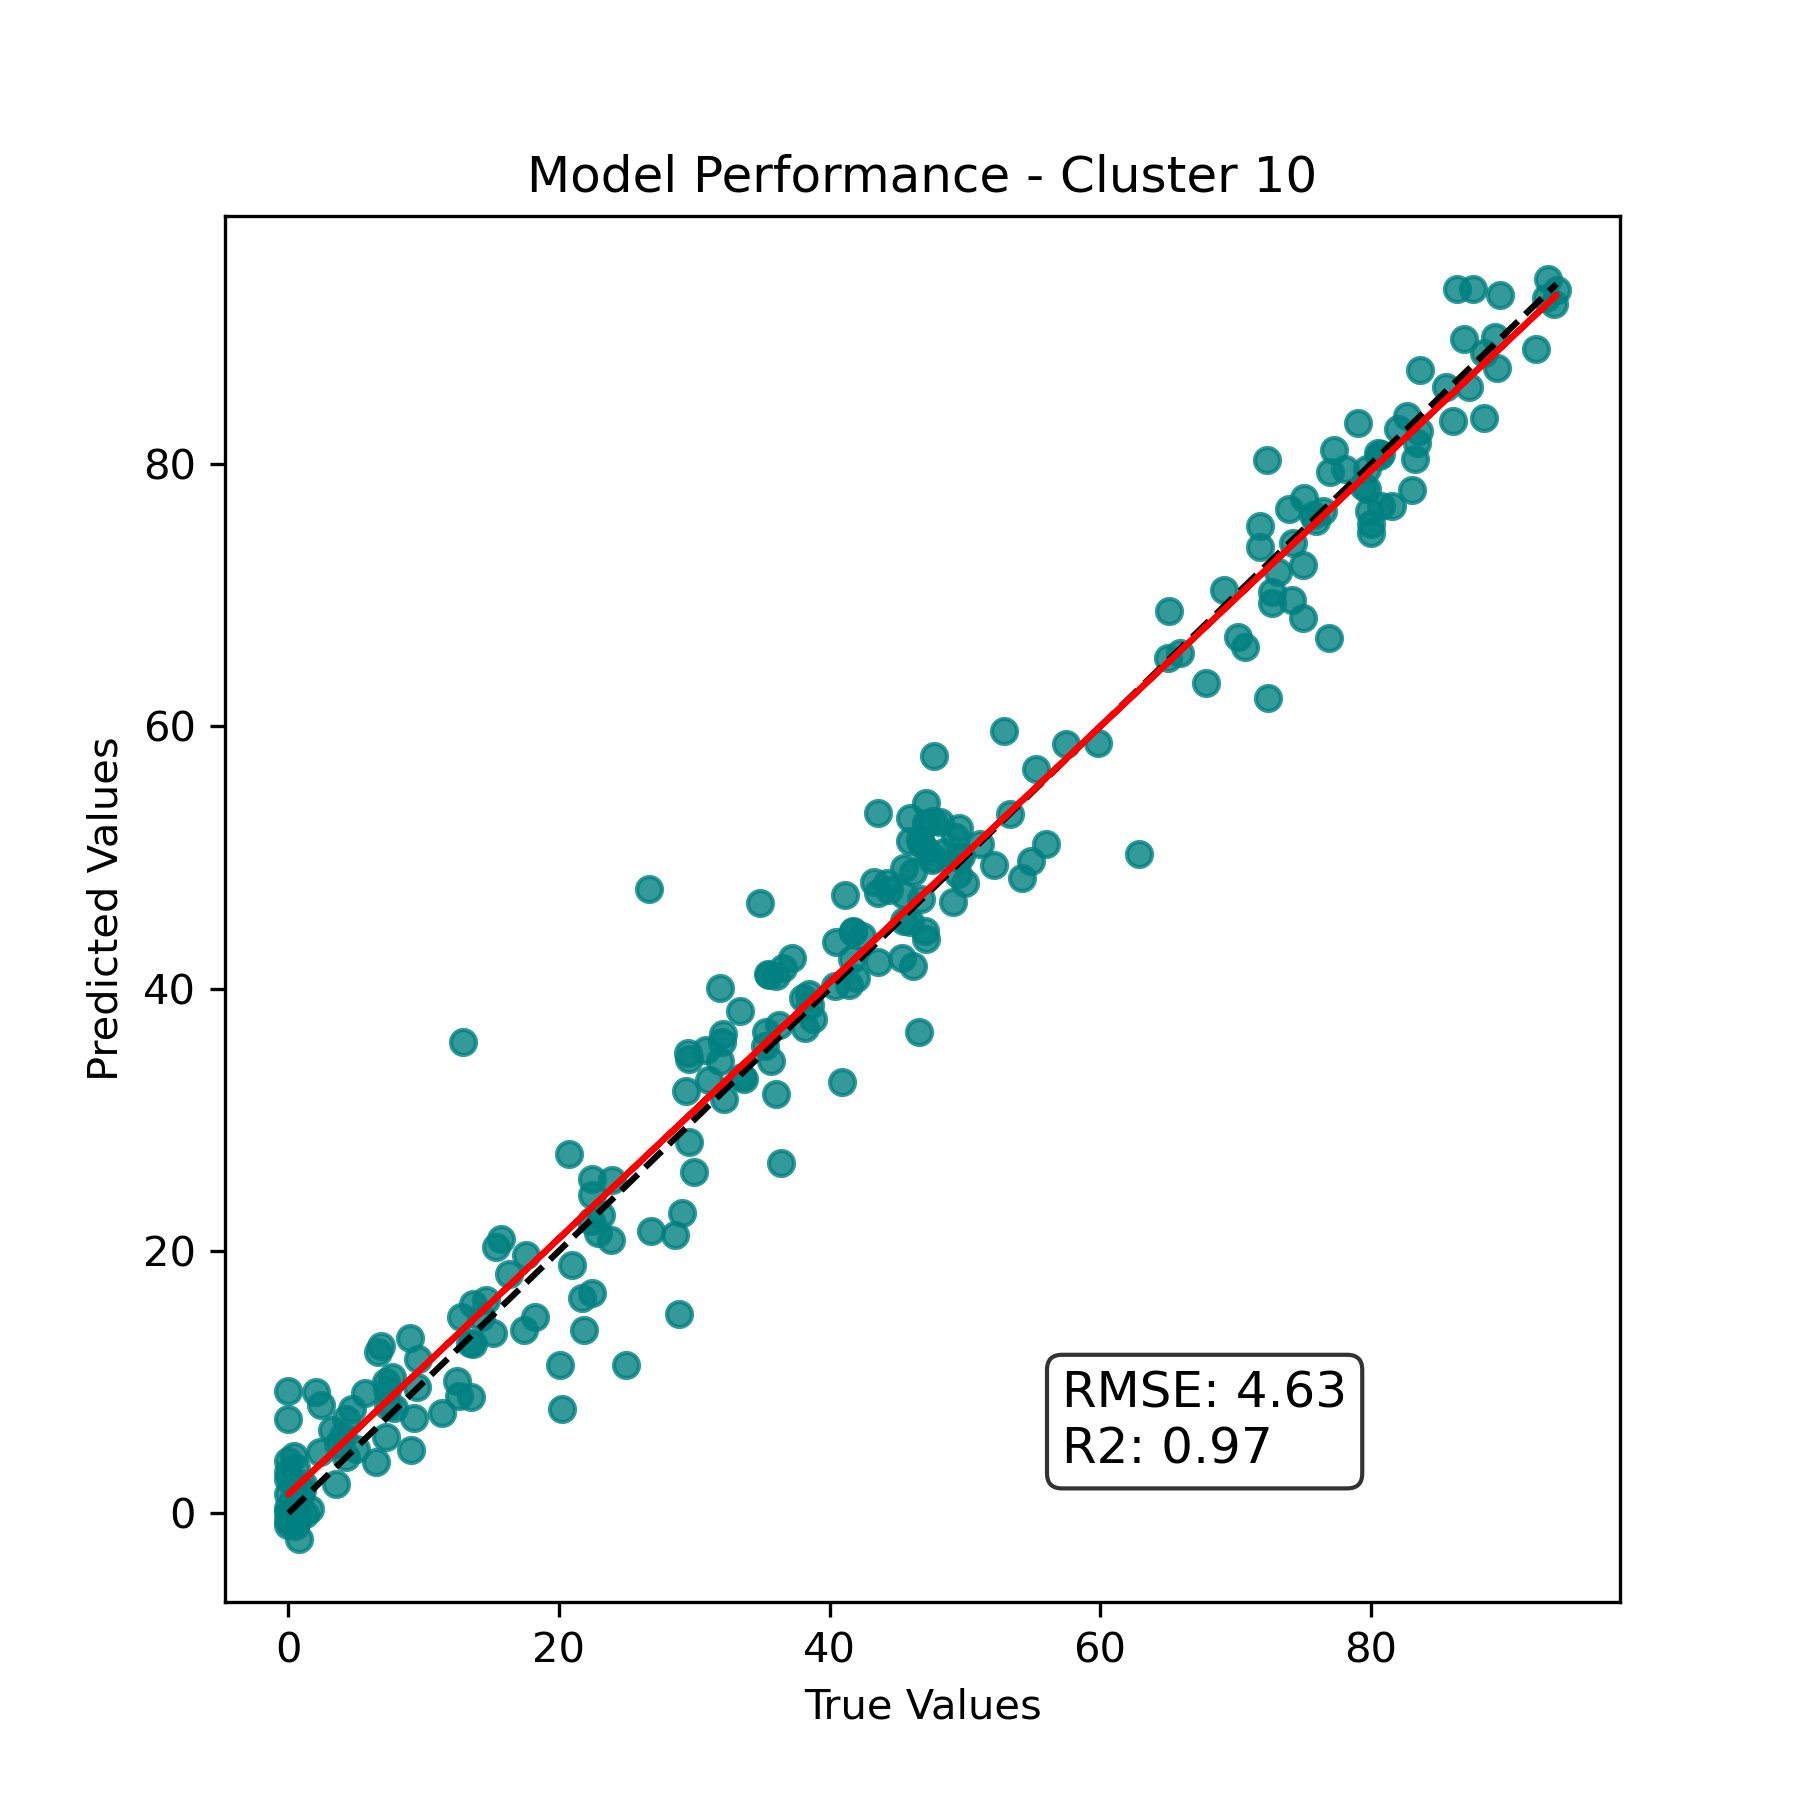 Model Performance - Cluster 10
Predicted Values
80
60
40
20
0
RMSE: 4.63
R2: 0.97
0 20 40 60 80
True Values